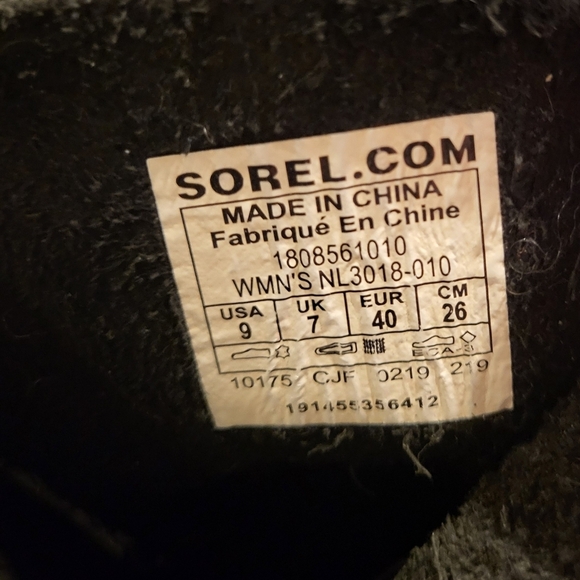 SOREL.COM
MADE IN CHINA
Fabriqué En Chine
1808561010
WMN'S NL3018-010
USA UK EUR CM
9 7 40 26
10175 CJF 0219 219
191455356412